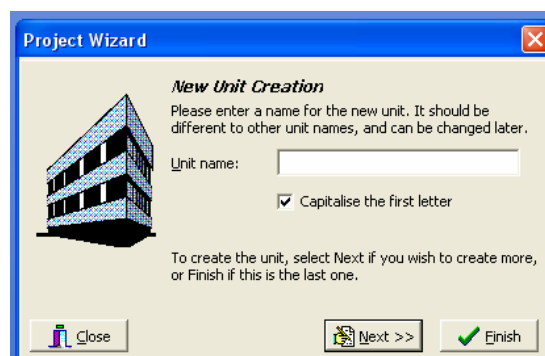 Project Wizard
New Unit Creation
Please enter a name for the new unit. It should be
different to other unit names, and can be changed later.
Unit name:
Capitalise the first letter
To create the unit, select Next if you wish to create more,
or Finish if this is the last one.
Close
Next >>
Finish